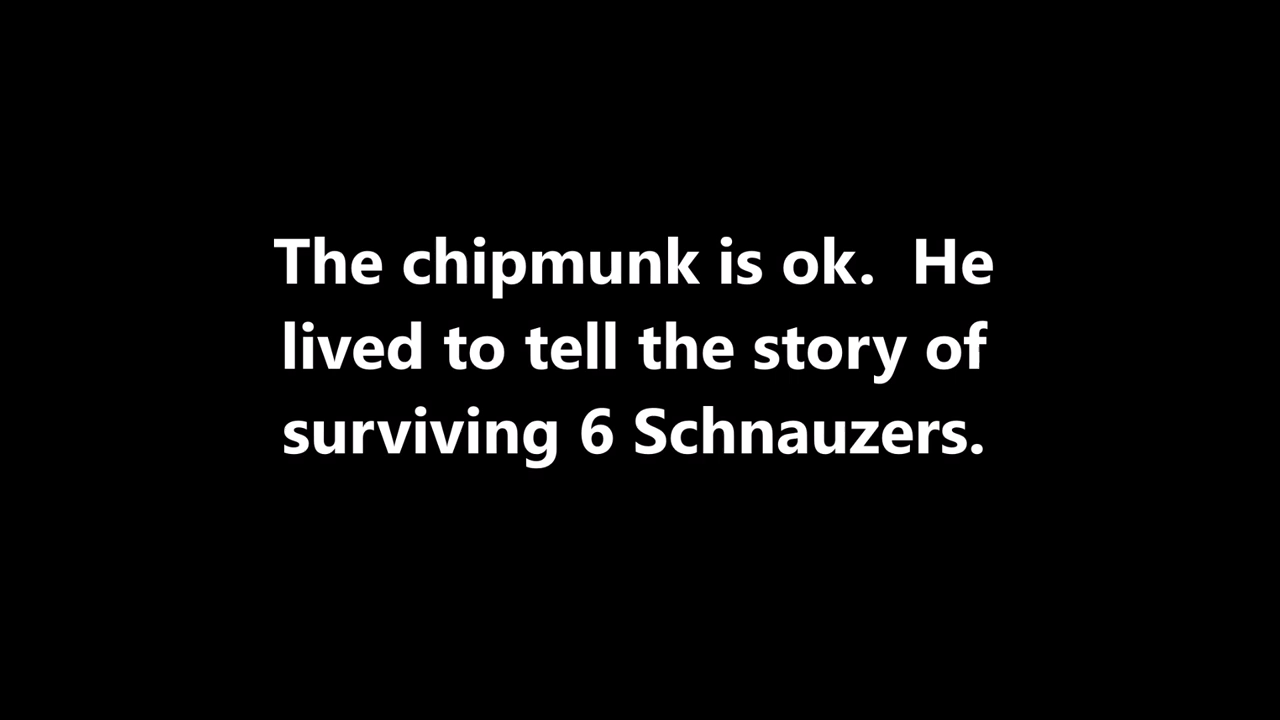 The chipmunk is ok.  He
lived to tell the story of
surviving 6 Schnauzers.